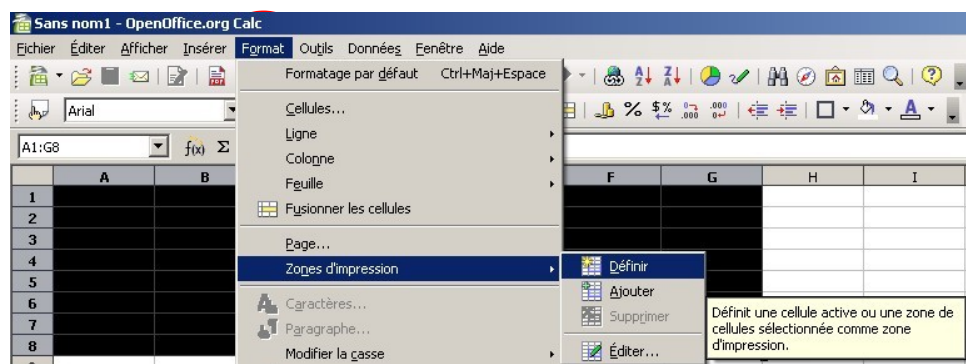 Sans nom1 - OpenOffice.org Calc
Fichier Éditer Afficher Insérer Format Outils Données Fenêtre Aide
Formatage par défaut Ctrl+Maj+Espace
Arial
Cellules...
A1:G8
f(x) Σ
Ligne
Colonne
Feuille
Fusionner les cellules
Page...
Zones d'impression
Caractères...
Paragraphe...
Modifier la casse
Définir
Ajouter
Supprimer
Éditer...
Définit une cellule active ou une zone de
cellules sélectionnée comme zone
d'impression.
A B F G H I
1
2
3
4
5
6
7
8